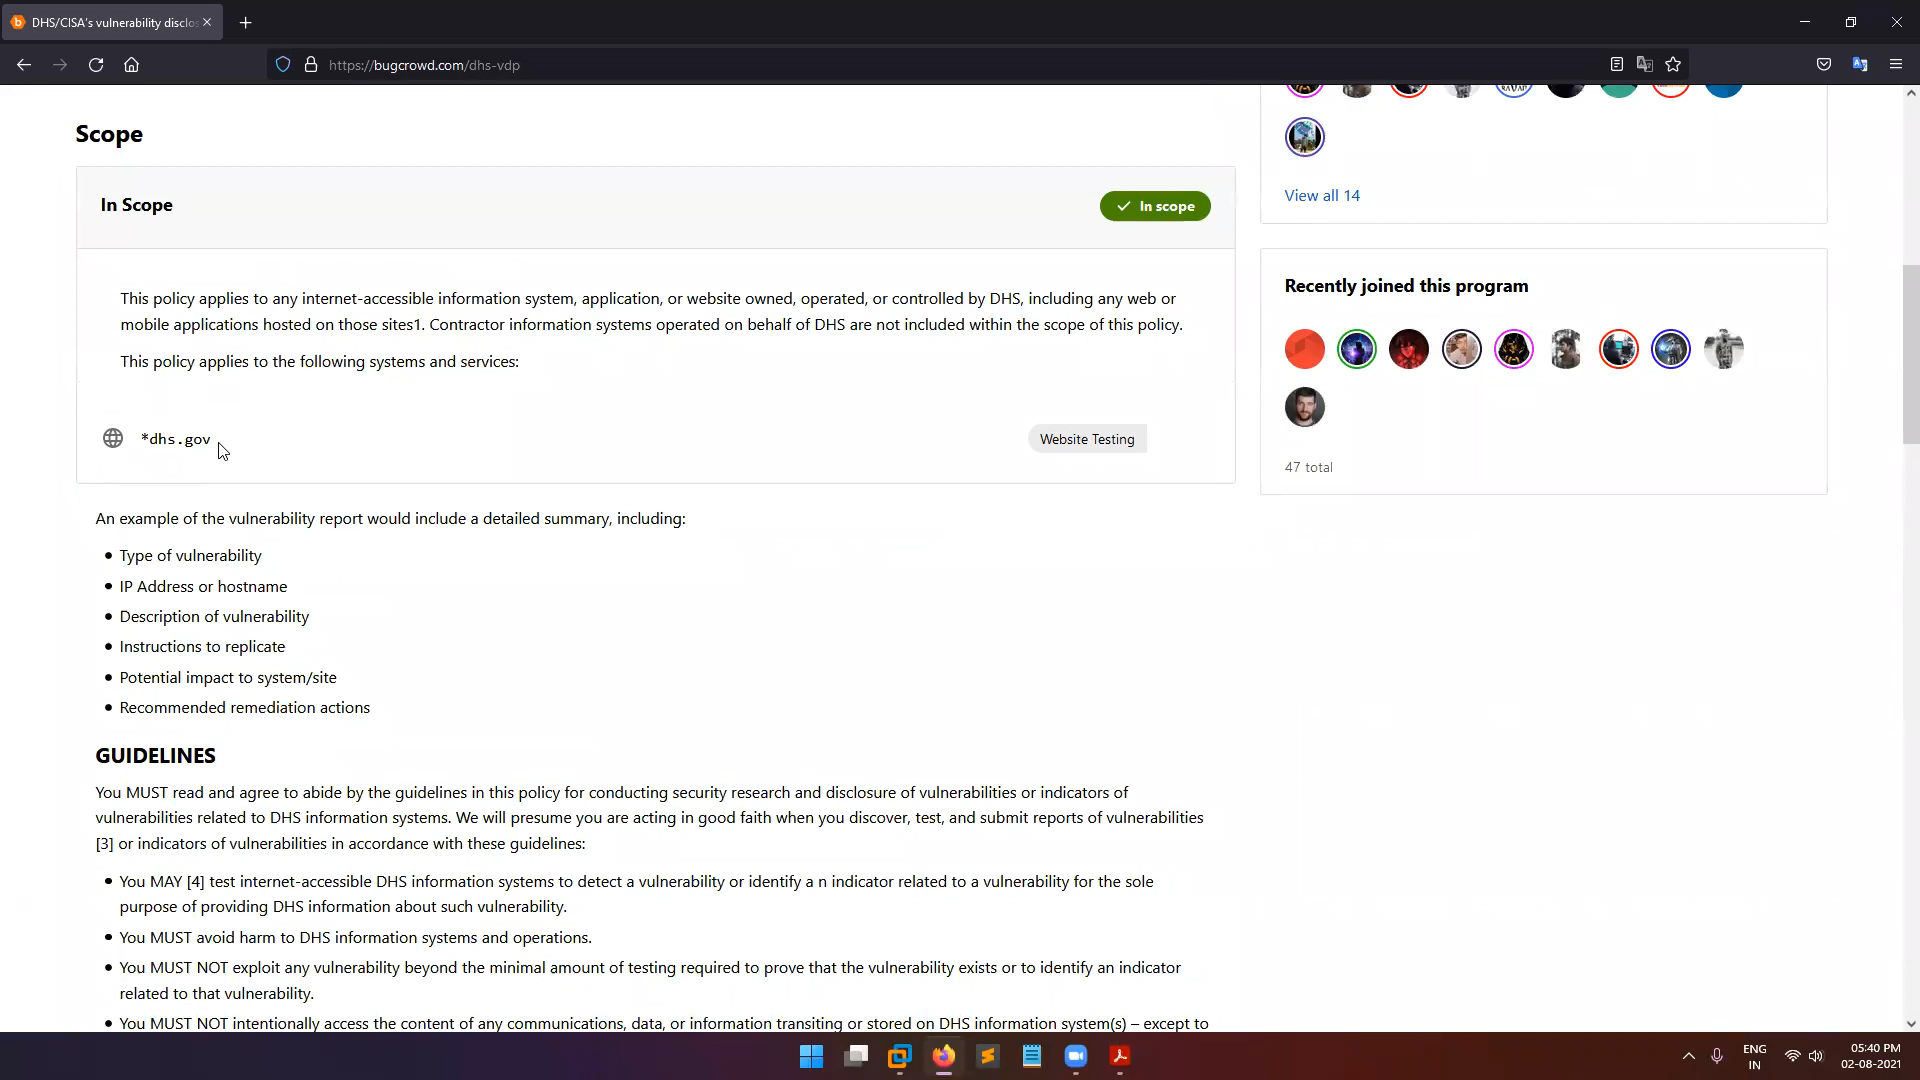 DHS/CISA's vulnerability disclo
https://bugcrowd.com/dhs-vdp
Scope
In Scope
In scope
This policy applies to any internet-accessible information system, application, or website owned, operated, or controlled by DHS, including any web or
mobile applications hosted on those sites1. Contractor information systems operated on behalf of DHS are not included within the scope of this policy.
This policy applies to the following systems and services:
*dhs.gov
Website Testing
An example of the vulnerability report would include a detailed summary, including:
• Type of vulnerability
• IP Address or hostname
• Description of vulnerability
• Instructions to replicate
• Potential impact to system/site
• Recommended remediation actions
GUIDELINES
You MUST read and agree to abide by the guidelines in this policy for conducting security research and disclosure of vulnerabilities or indicators of
vulnerabilities related to DHS information systems. We will presume you are acting in good faith when you discover, test, and submit reports of vulnerabilities
[3] or indicators of vulnerabilities in accordance with these guidelines:
• You MAY [4] test internet-accessible DHS information systems to detect a vulnerability or identify a n indicator related to a vulnerability for the sole
purpose of providing DHS information about such vulnerability.
• You MUST avoid harm to DHS information systems and operations.
• You MUST NOT exploit any vulnerability beyond the minimal amount of testing required to prove that the vulnerability exists or to identify an indicator
related to that vulnerability.
• You MUST NOT intentionally access the content of any communications, data, or information transiting or stored on DHS information system(s) – except to
View all 14
Recently joined this program
47 total
ENG
IN
05:40 PM
02-08-2021